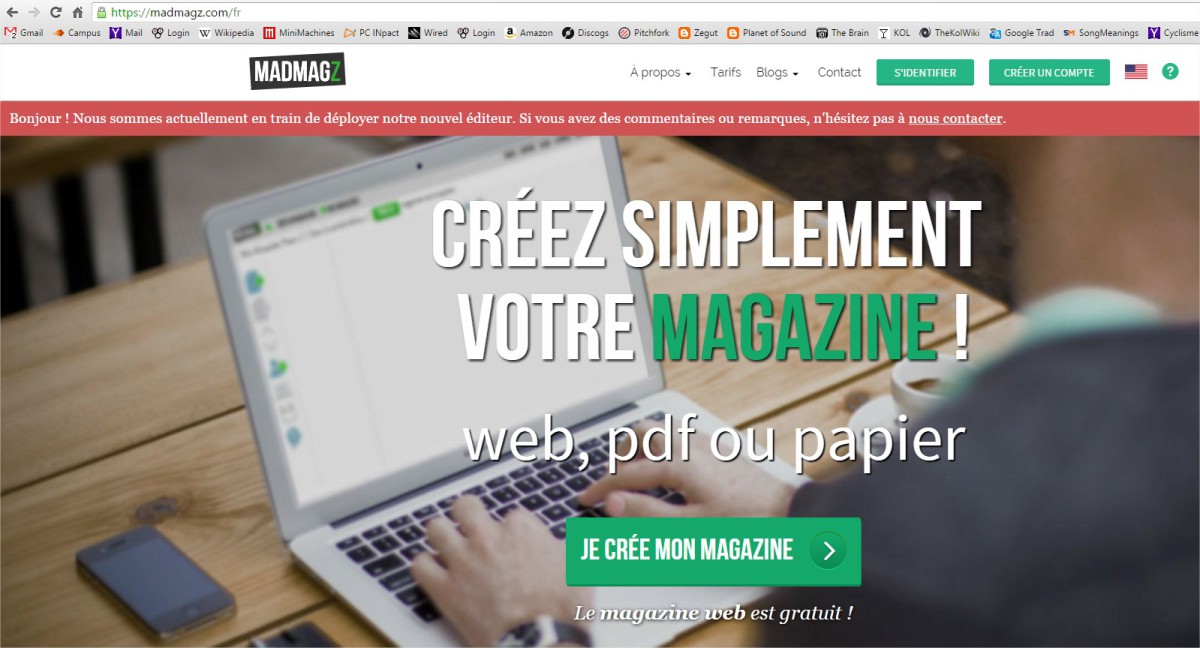 https://madmagz.com/fr
Gmail Campus Mail Login Wikipedia MiniMachines PC INpact Wired Login Amazon Discogs Pitchfork Zegut Planet of Sound The Brain KOL TheKolWiki Google Trad SongMeanings Cyclisme
MADMAGZ À propos Tarifs Blogs Contact S'IDENTIFIER CRÉER UN COMPTE ?
Bonjour ! Nous sommes actuellement en train de déployer notre nouvel éditeur. Si vous avez des commentaires ou remarques, n'hésitez pas à nous contacter.
CRÉEZ SIMPLEMENT
VOTRE MAGAZINE !
web, pdf ou papier
JE CRÉE MON MAGAZINE
Le magazine web est gratuit !